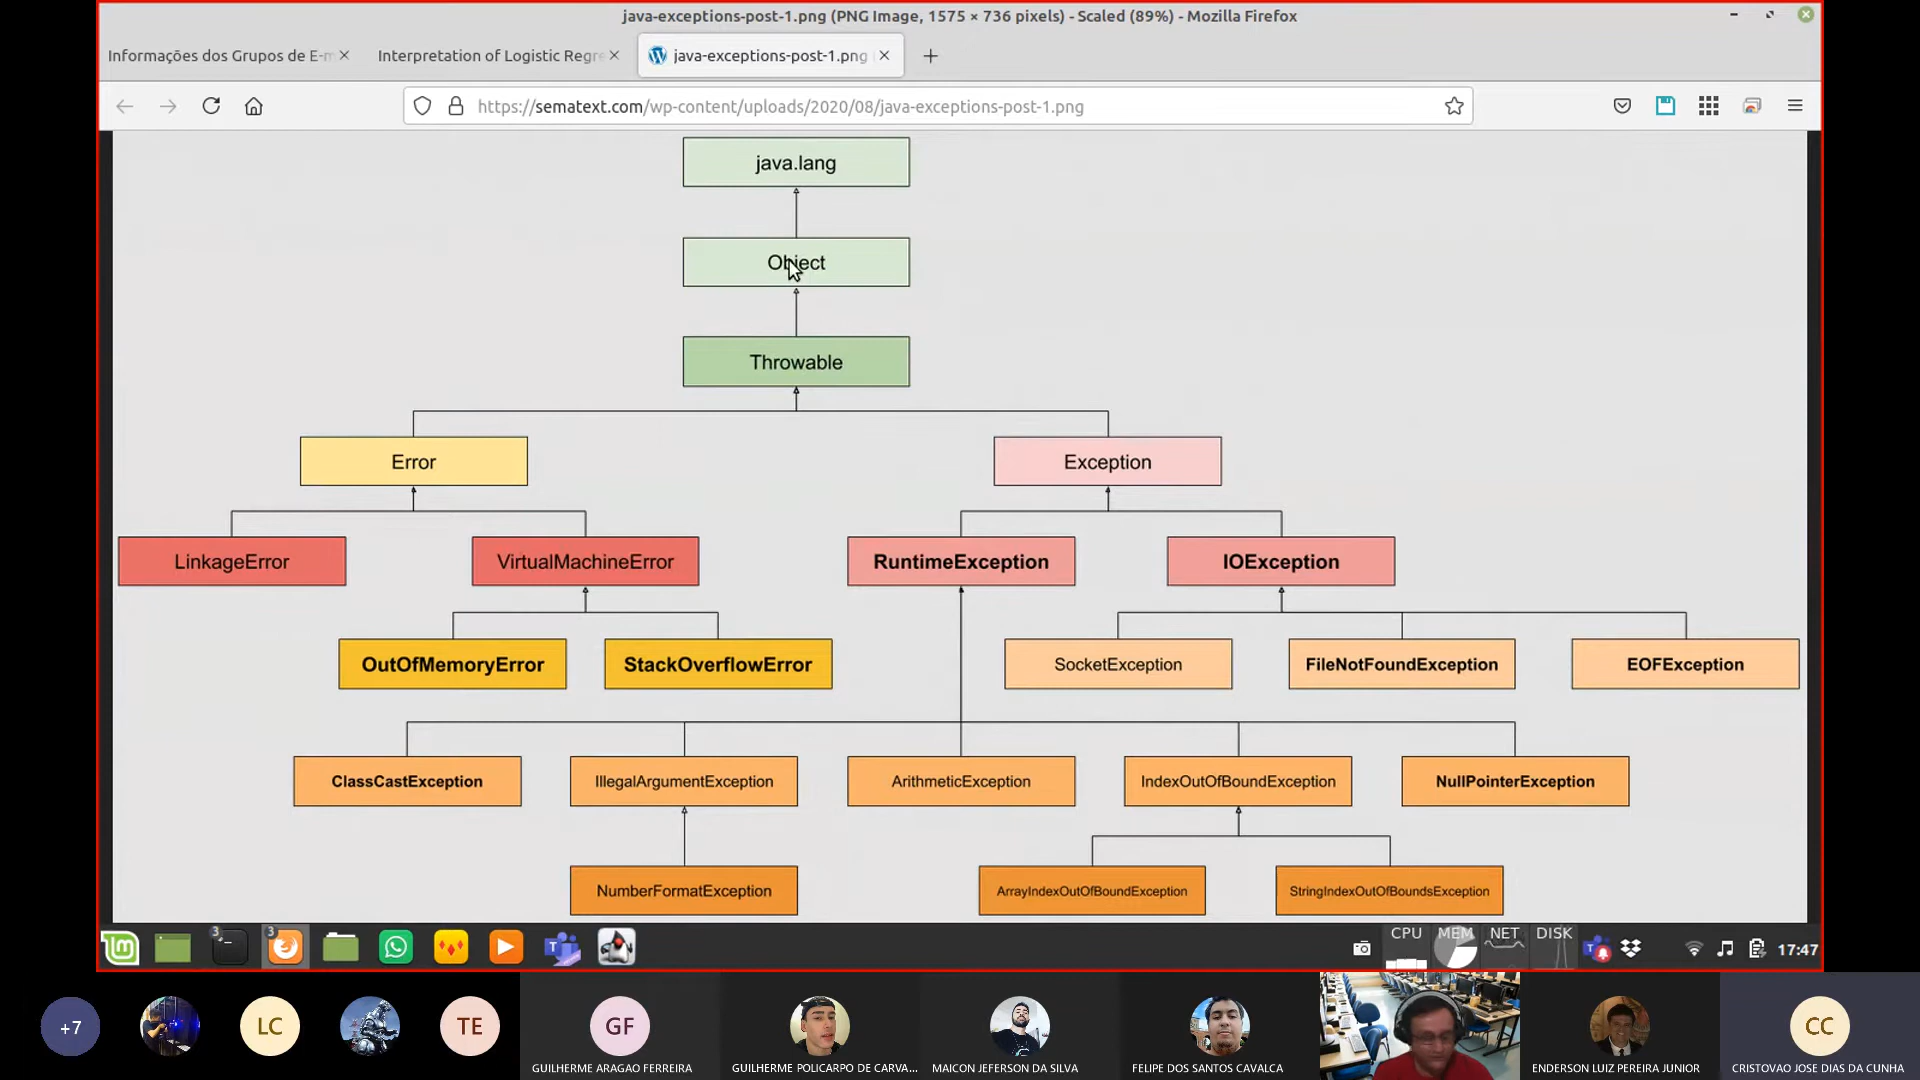 java-exceptions-post-1.png (PNG Image, 1575 × 736 pixels) - Scaled (89%) - Mozilla Firefox
Informações dos Grupos de E-m
Interpretation of Logistic Regre
java-exceptions-post-1.png
https://sematext.com/wp-content/uploads/2020/08/java-exceptions-post-1.png
java.lang
Object
Throwable
Error
Exception
LinkageError
VirtualMachineError
RuntimeException
IOException
OutOfMemoryError
StackOverflowError
SocketException
FileNotFoundException
EOFException
ClassCastException
IllegalArgumentException
ArithmeticException
IndexOutOfBoundException
NullPointerException
NumberFormatException
ArrayIndexOutOfBoundException
StringIndexOutOfBoundsException
3
3
CPU
MEM
NET
DISK
17:47
+7
LC
TE
GF
CC
GUILHERME ARAGAO FERREIRA
GUILHERME POLICARPO DE CARVA...
MAICON JEFERSON DA SILVA
FELIPE DOS SANTOS CAVALCA
ENDERSON LUIZ PEREIRA JUNIOR
CRISTOVAO JOSE DIAS DA CUNHA